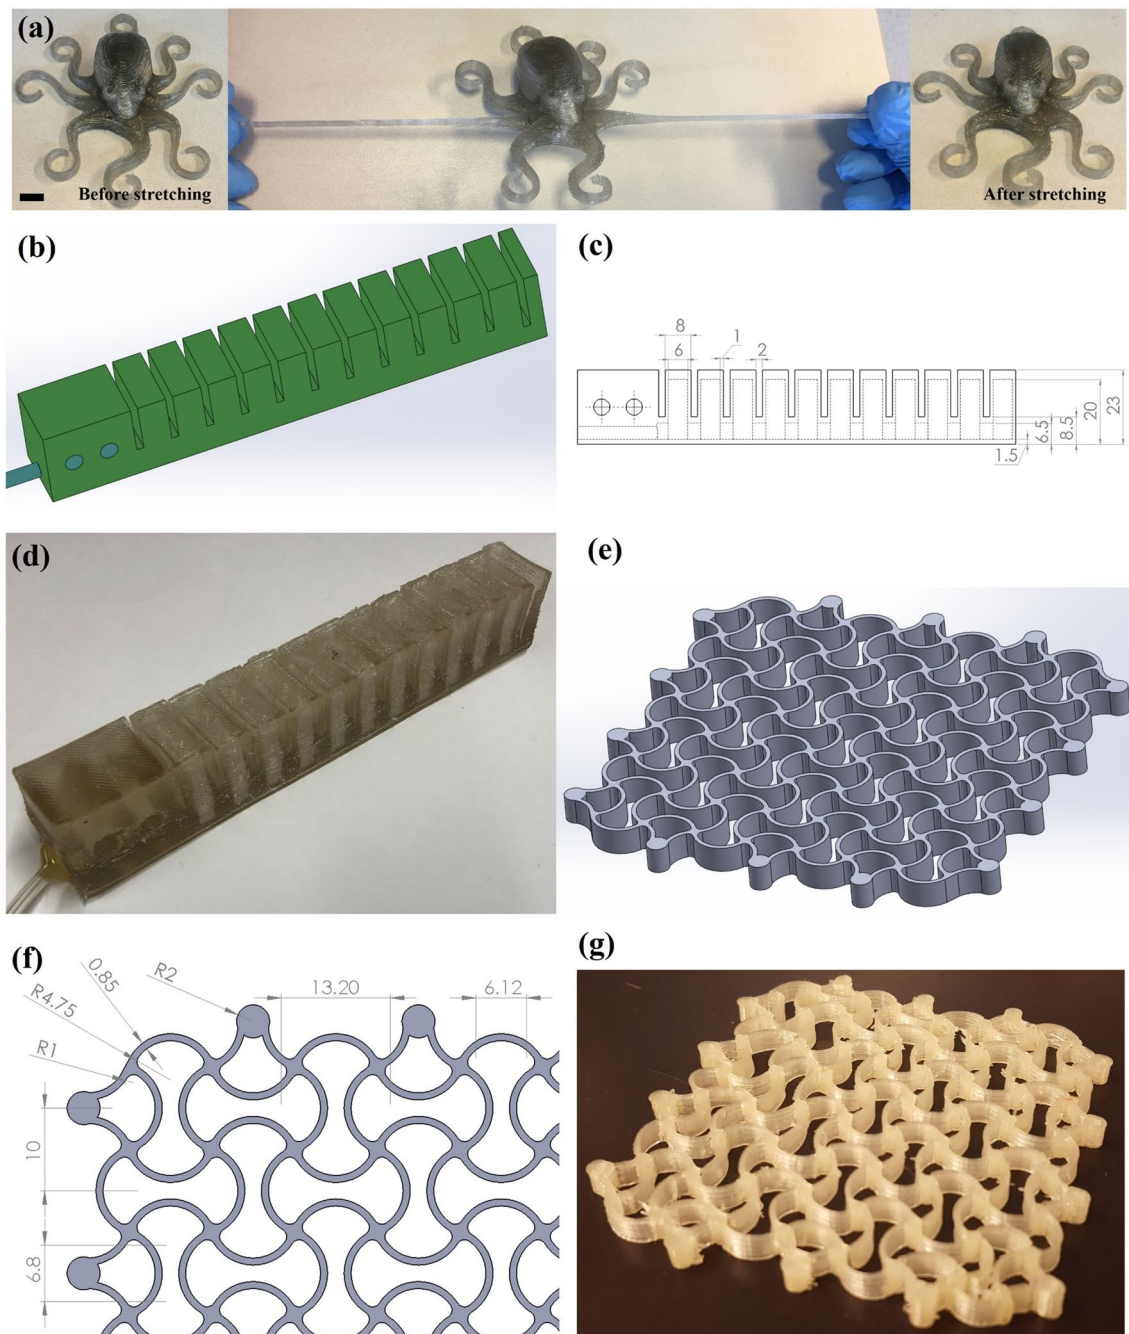 (a)
Before stretching
After stretching
(b)
(c)
8
1
6
2
20
23
6.5
8.5
1.5
(d)
(e)
(f)
0.85
R2
R4.75
13.20
6.12
R1
10
6.8
(g)